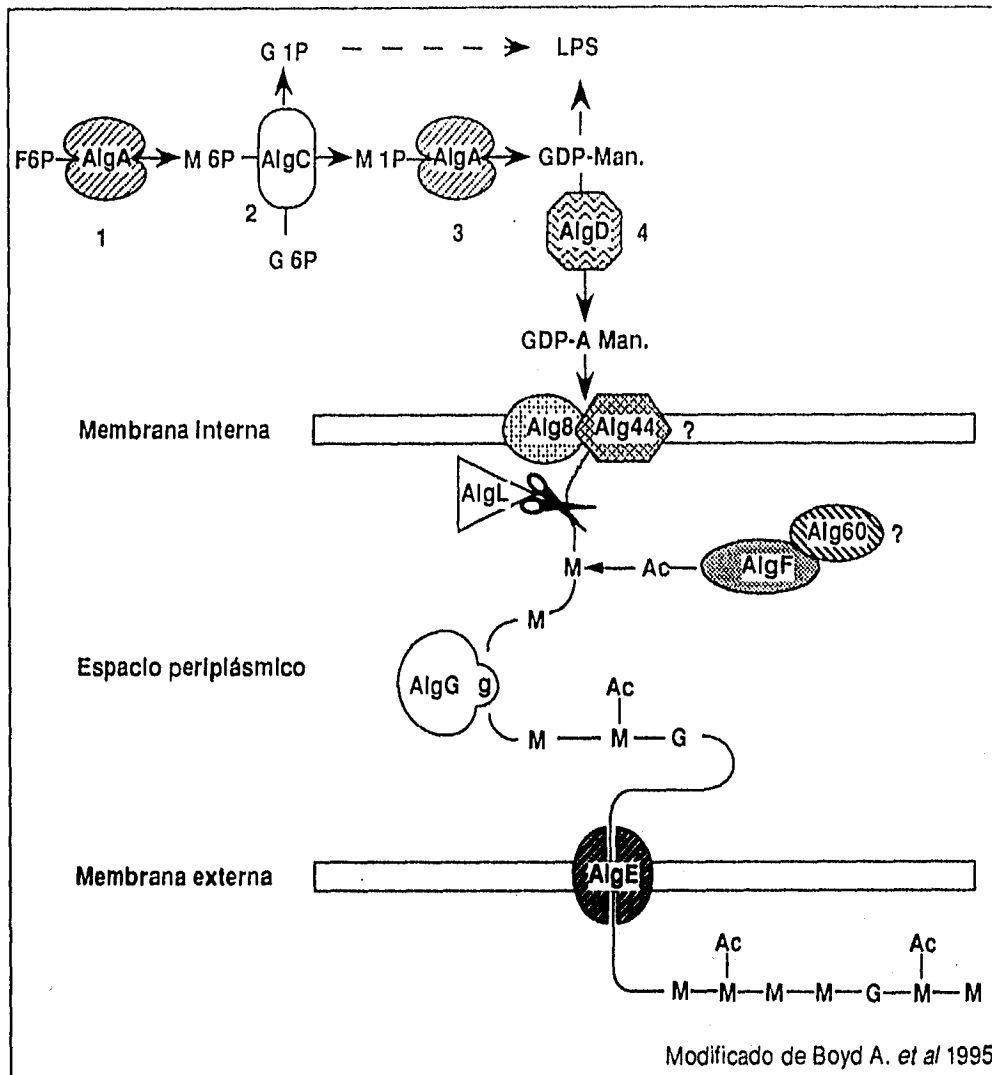 G 1P LPS
F6P AlgA M 6P AlgC M 1P AlgA GDP-Man.
1 2 3 AlgD 4
G 6P
GDP-A Man.
Membrana Interna Alg8 Alg44 ?
AlgL
Alg60 ?
M Ac AlgF
M
Espacio periplásmico AlgG g
Ac
M M G
Membrana externa AlgE
Ac Ac
M M M M G M M
Modificado de Boyd A. et al 1995